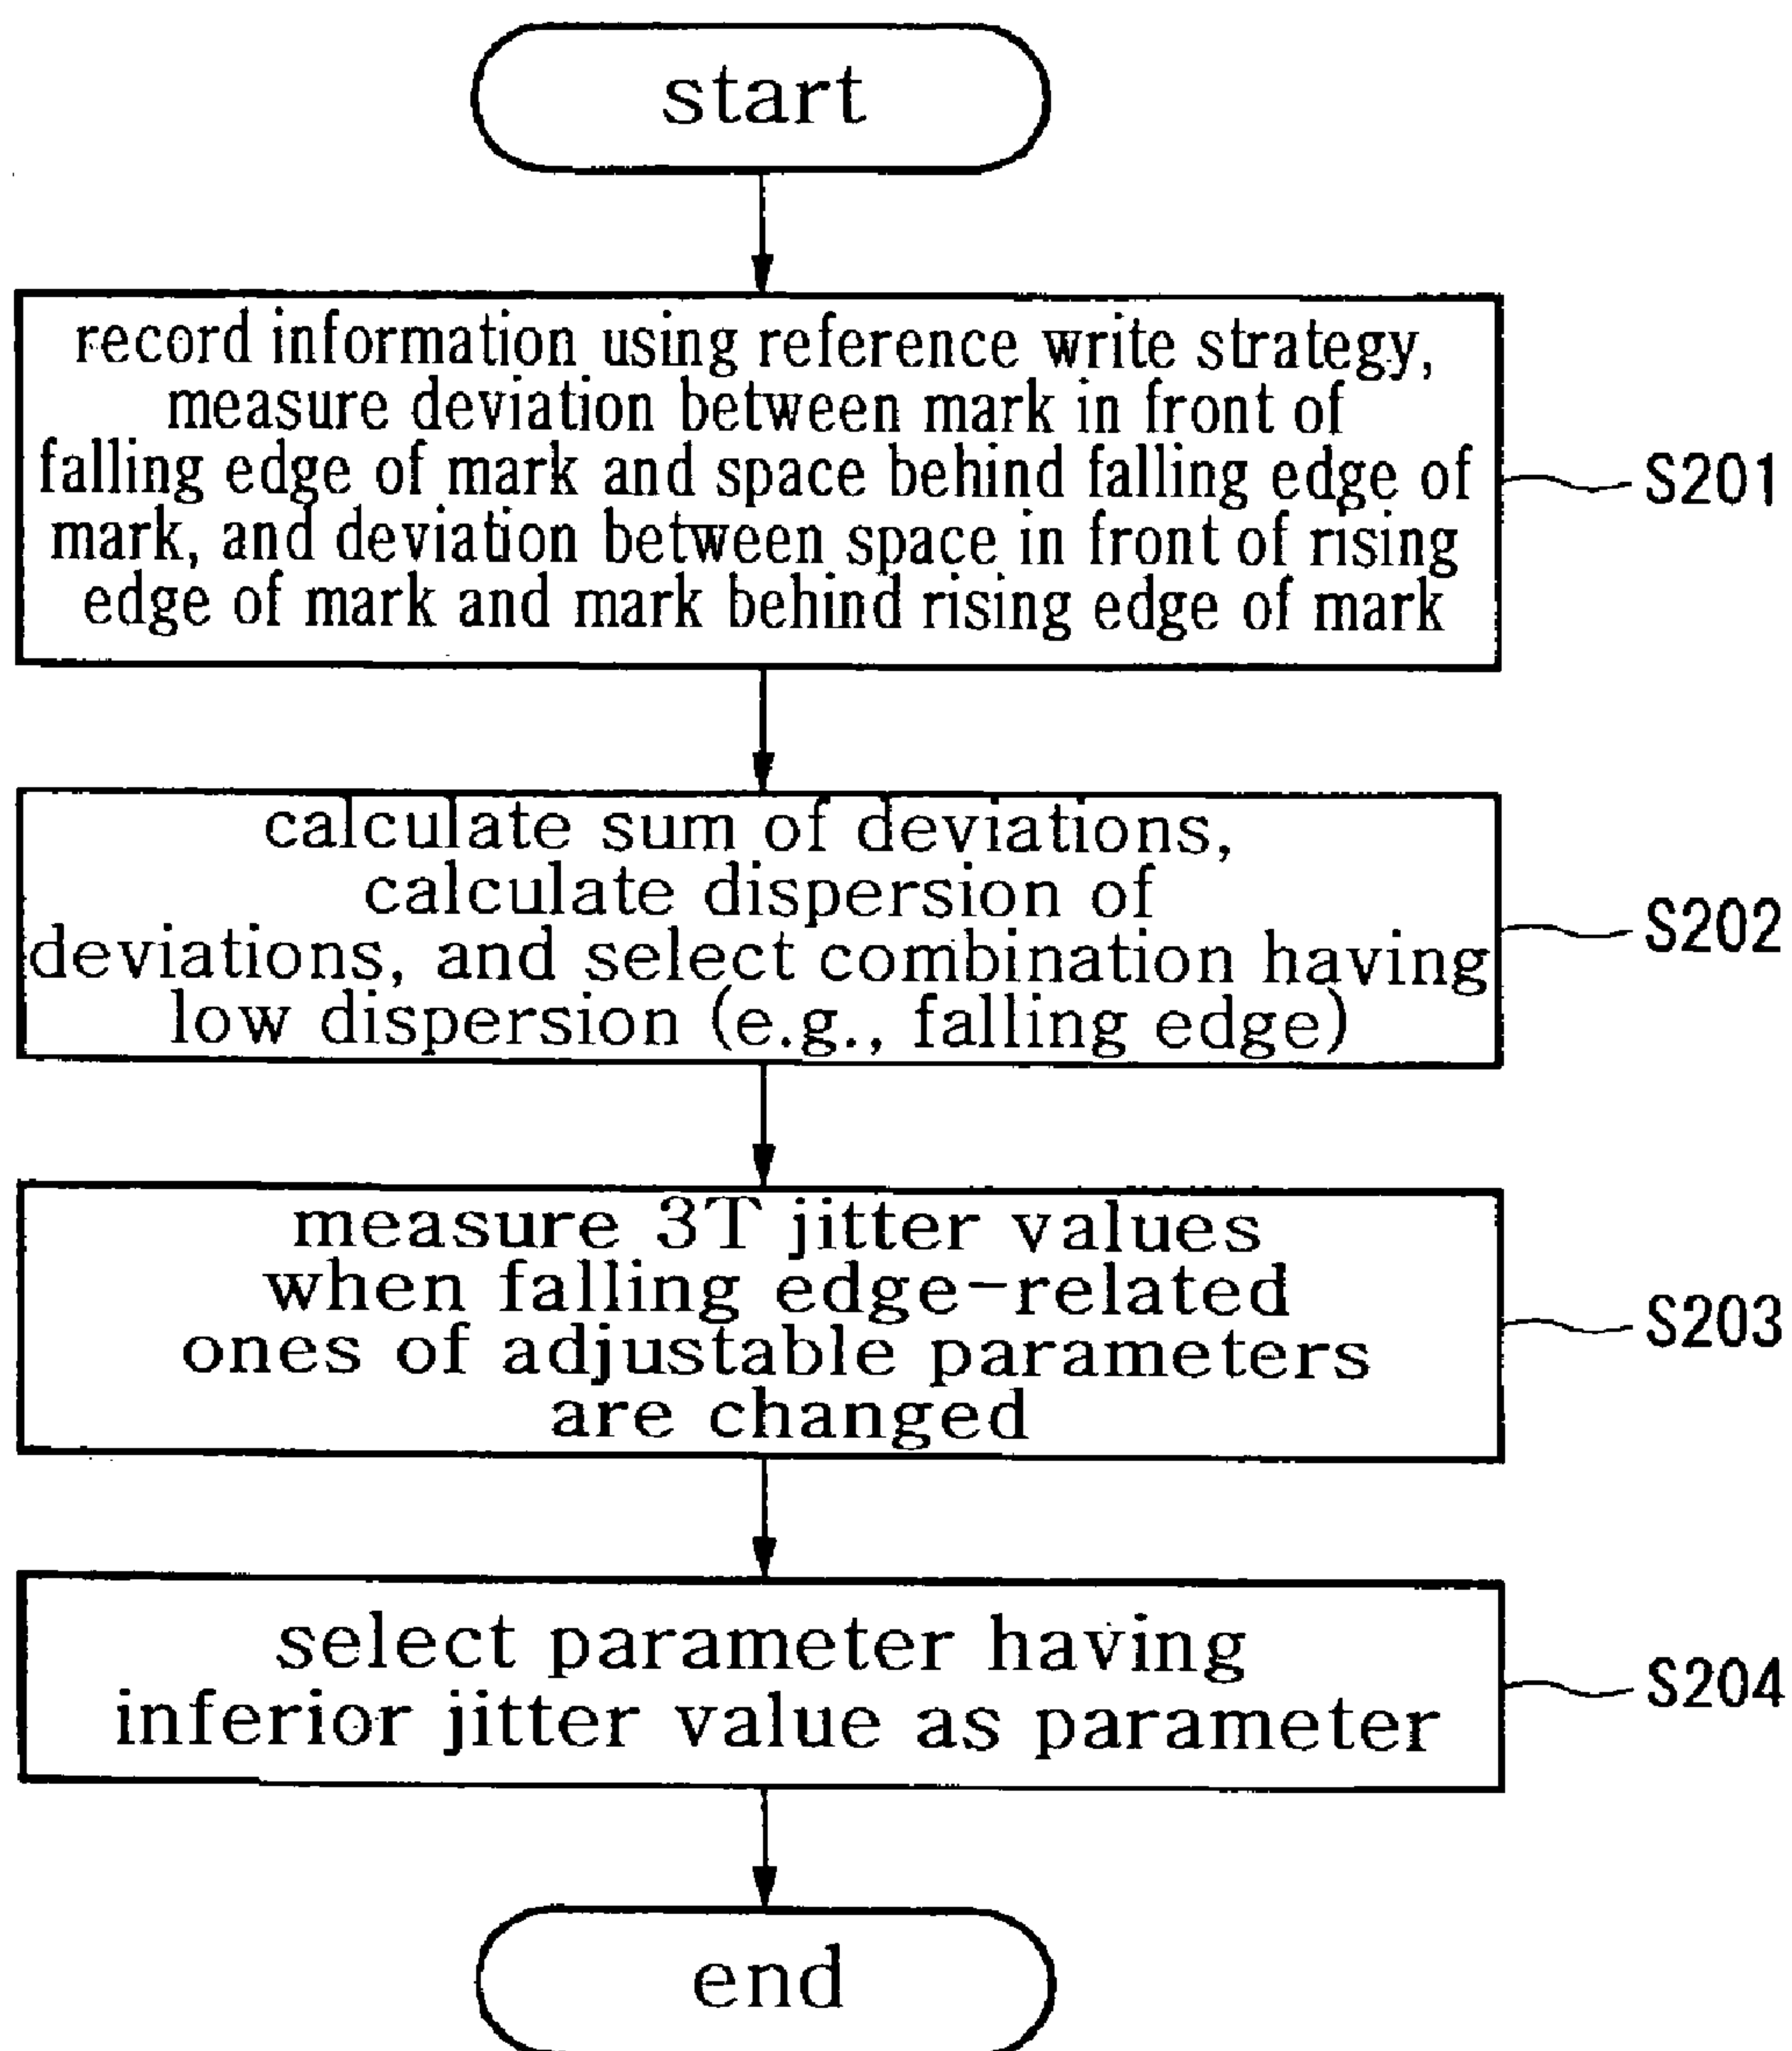 start
record information using reference write strategy,
measure deviation between mark in front of
falling edge of mark and space behind falling edge of
mark, and deviation between space in front of rising
edge of mark and mark behind rising edge of mark
S201
calculate sum of deviations,
calculate dispersion of
deviations, and select combination having
low dispersion (e.g., falling edge)
S202
measure 3T jitter values
when falling edge-related
ones of adjustable parameters
are changed
S203
select parameter having
inferior jitter value as parameter
S204
end